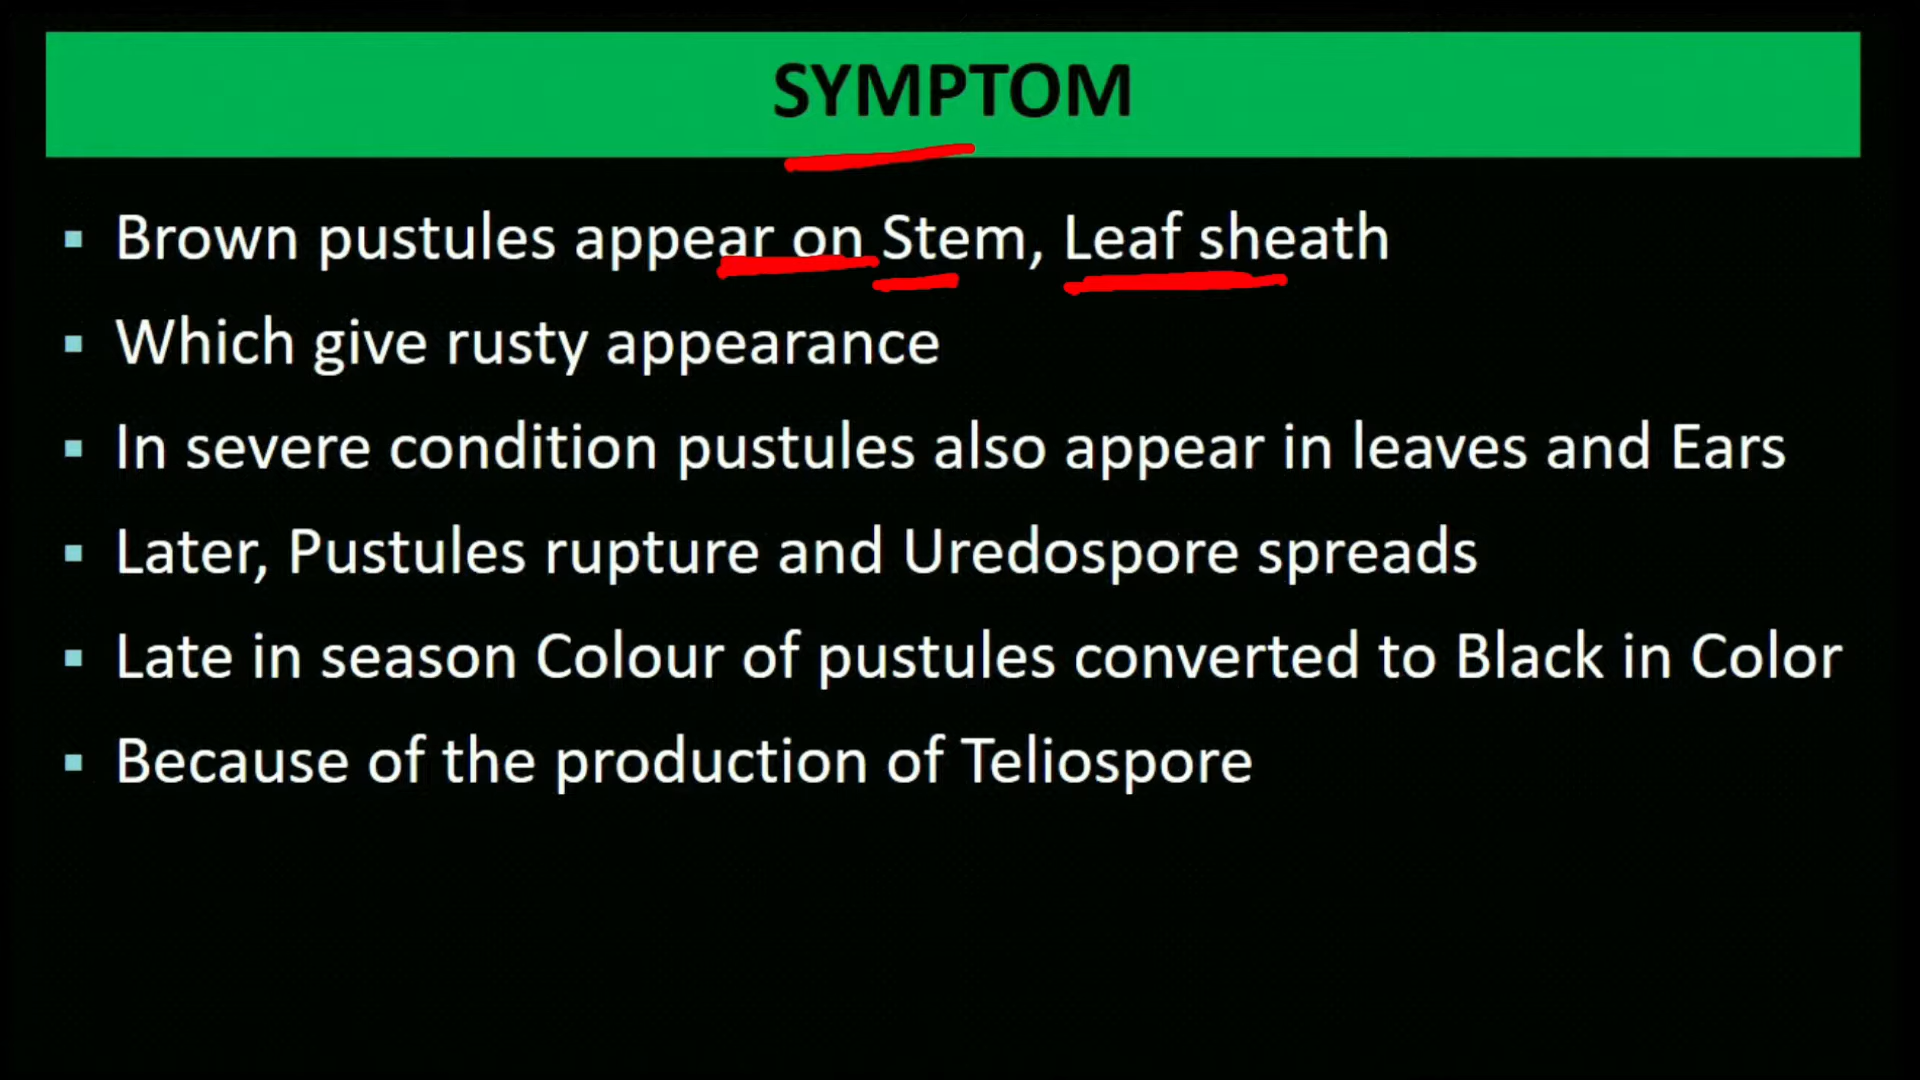 SYMPTOM
▪ Brown pustules appear on Stem, Leaf sheath
▪ Which give rusty appearance
▪ In severe condition pustules also appear in leaves and Ears
▪ Later, Pustules rupture and Uredospore spreads
▪ Late in season Colour of pustules converted to Black in Color
▪ Because of the production of Teliospore